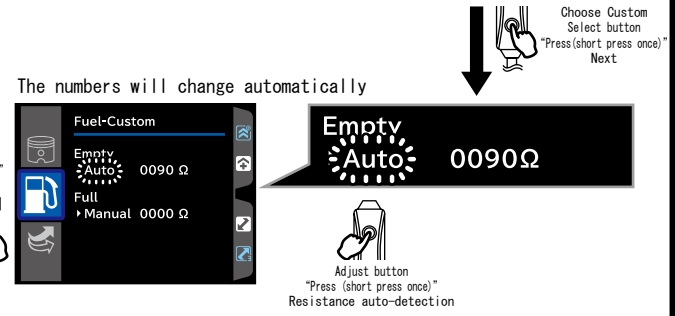 Choose Custom
Select button
“Press(short press once)”
Next
The numbers will change automatically
Fuel-Custom
Empty
Auto 0090 Ω
Full
Manual 0000 Ω
Empty
Auto 0090Ω
Adjust button
“Press (short press once)”
Resistance auto-detection